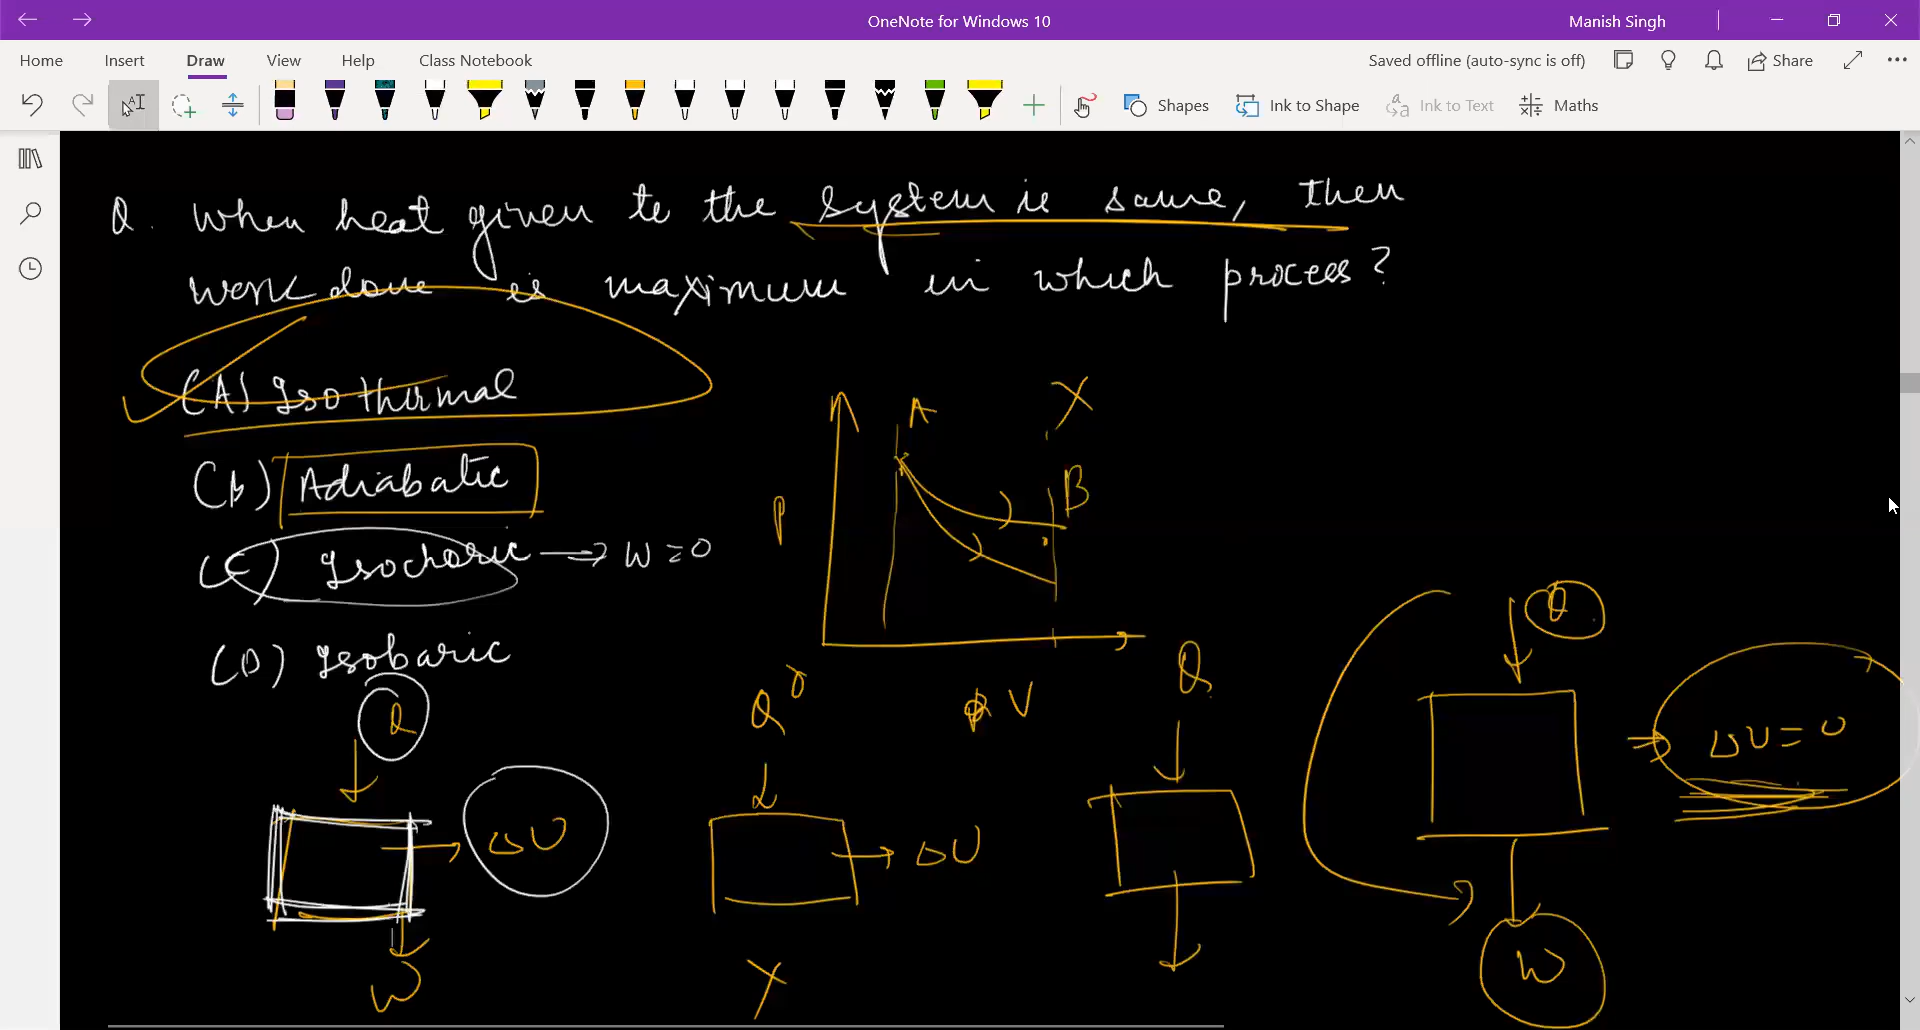 OneNote for Windows 10
Manish Singh
Home Insert Draw View Help Class Notebook
Saved offline (auto-sync is off) Share
Shapes Ink to Shape Ink to Text Maths
Q. When heat given to the system is same, then
work done is maximum in which process?
(A) Isothermal
(B) Adiabatic
(C) Isochoric → W = 0
(D) Isobaric
A X
B
P
V
Q
Q
Q
Q
ΔU = 0
ΔU
ΔU
W
X
W